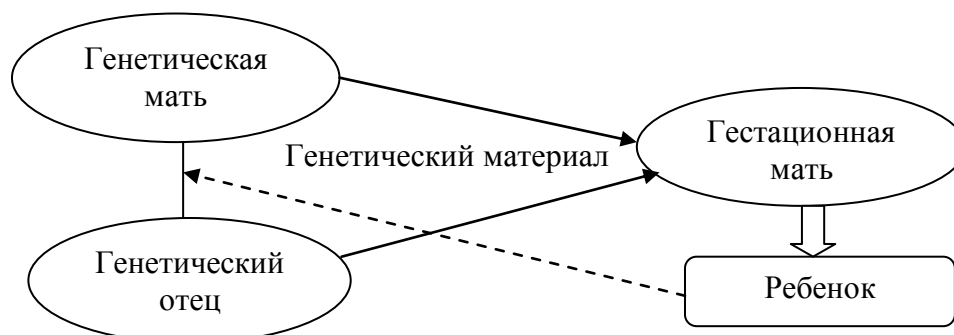 Генетическая
мать
Гестационная
мать
Генетический материал
Генетический
отец
Ребенок